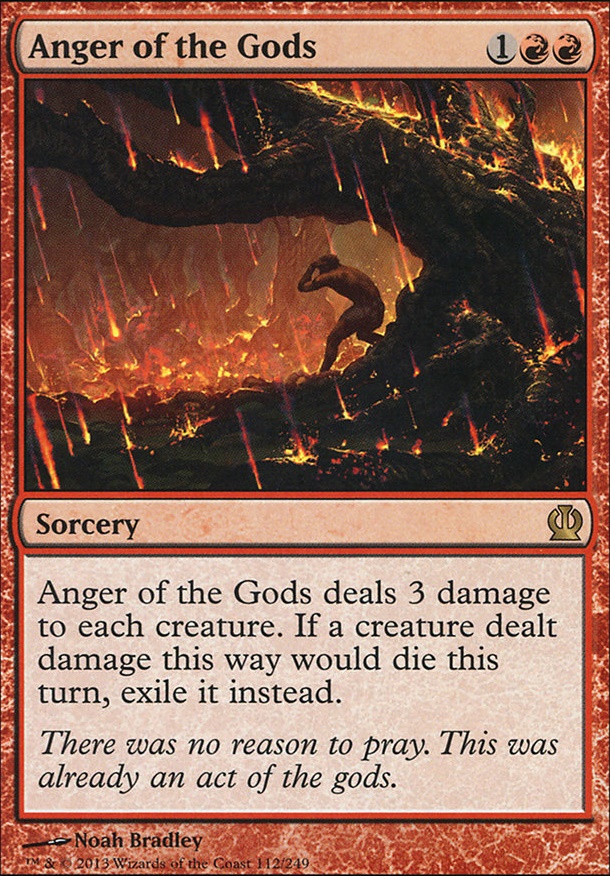 Anger of the Gods 1
Sorcery
Anger of the Gods deals 3 damage
to each creature. If a creature dealt
damage this way would die this
turn, exile it instead.
There was no reason to pray. This was
already an act of the gods.
Noah Bradley
™ & © 2013 Wizards of the Coast 112/249